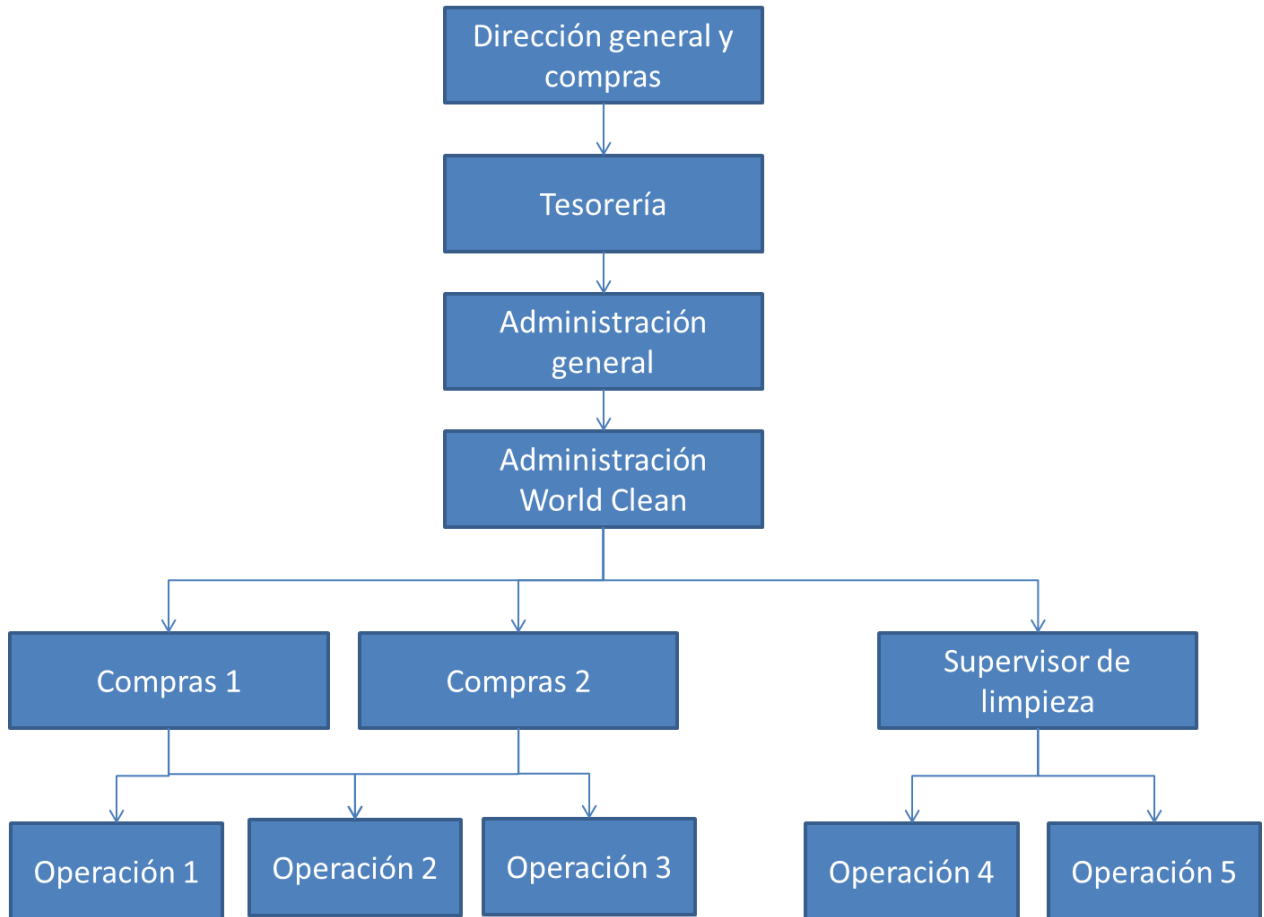 Dirección general y
compras
Tesorería
Administración
general
Administración
World Clean
Compras 1
Compras 2
Supervisor de
limpieza
Operación 1
Operación 2
Operación 3
Operación 4
Operación 5